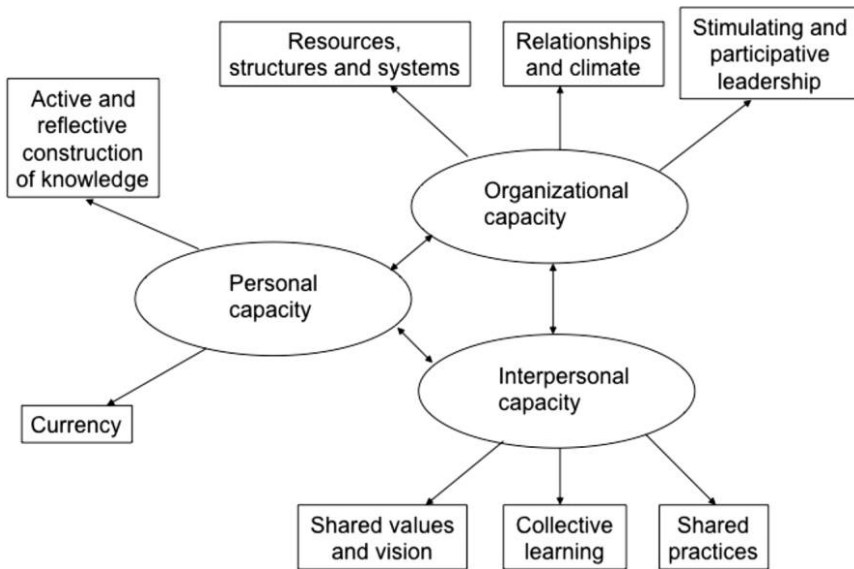 Resources,
structures and systems
Relationships
and climate
Stimulating and
participative
leadership
Active and
reflective
construction
of knowledge
Organizational
capacity
Personal
capacity
Interpersonal
capacity
Currency
Shared values
and vision
Collective
learning
Shared
practices